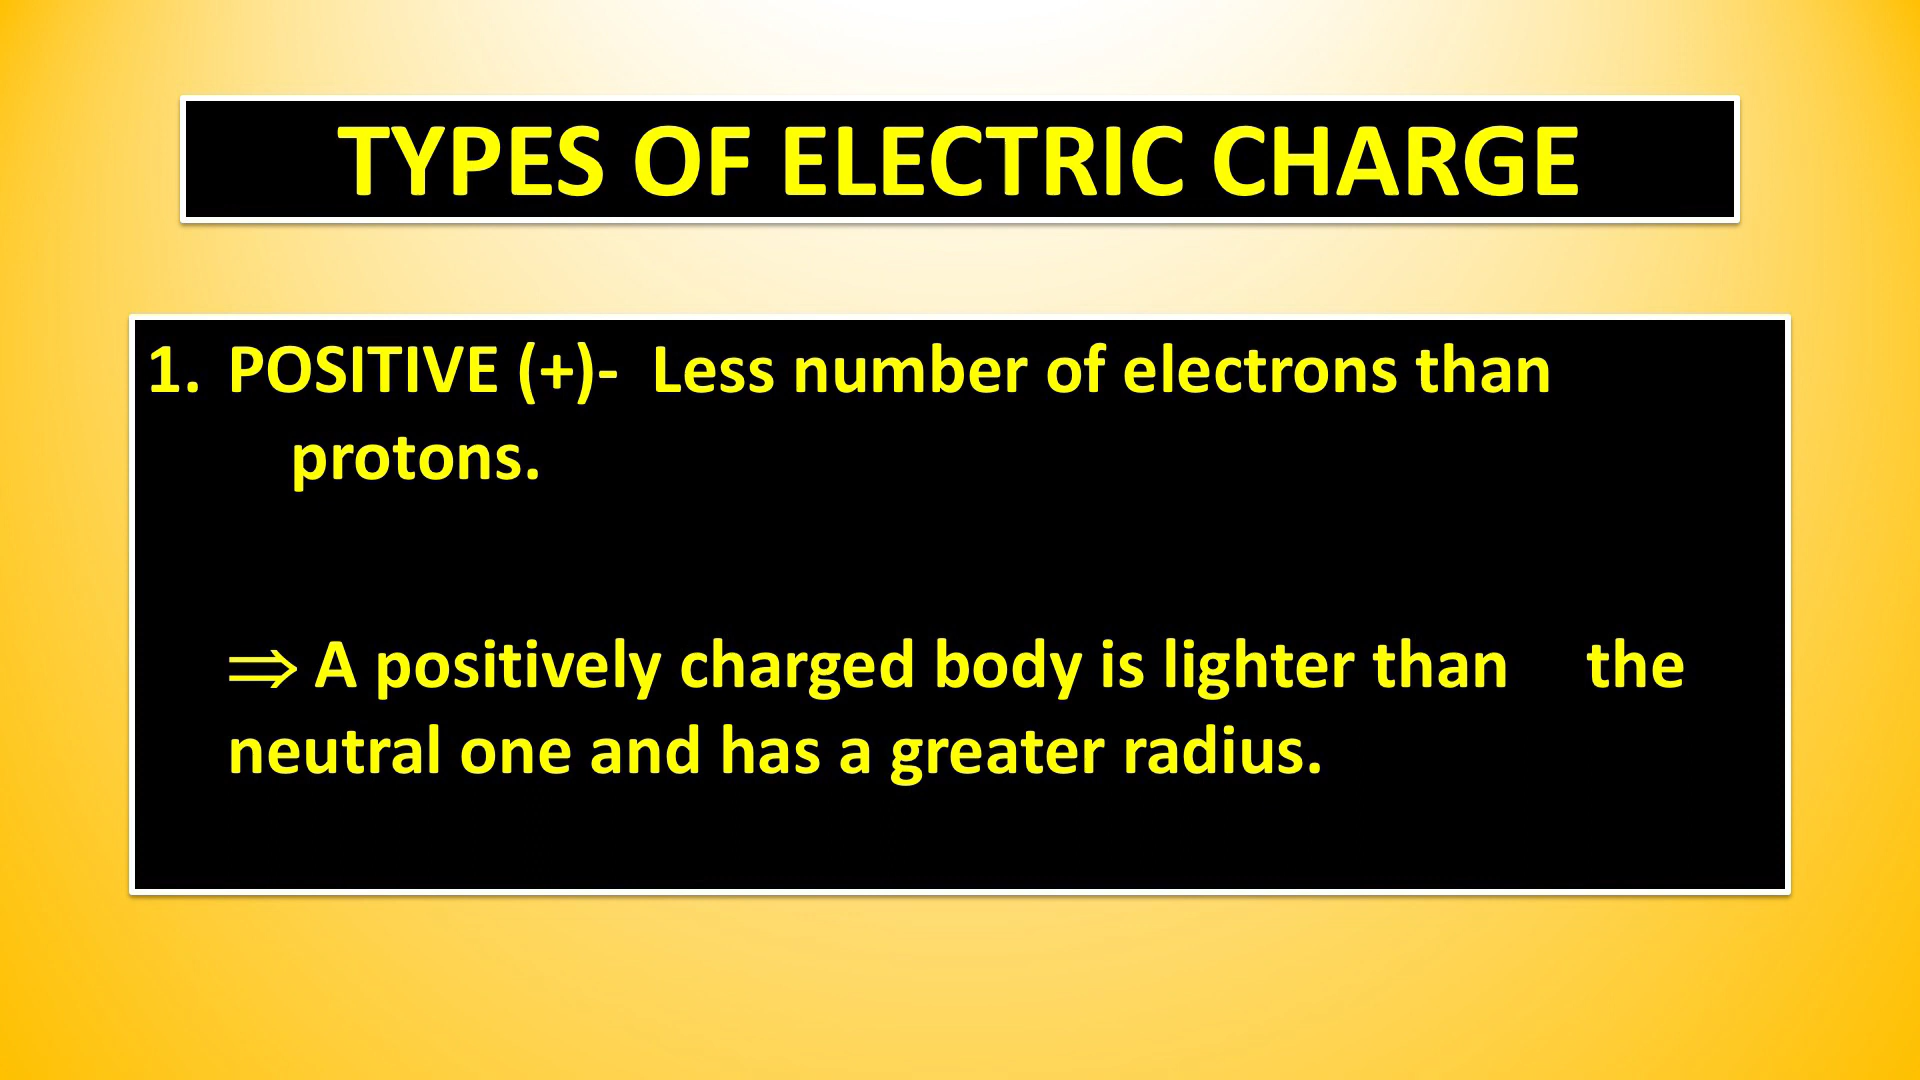 TYPES OF ELECTRIC CHARGE
1. POSITIVE (+)- Less number of electrons than
protons.
⇒ A positively charged body is lighter than the
neutral one and has a greater radius.